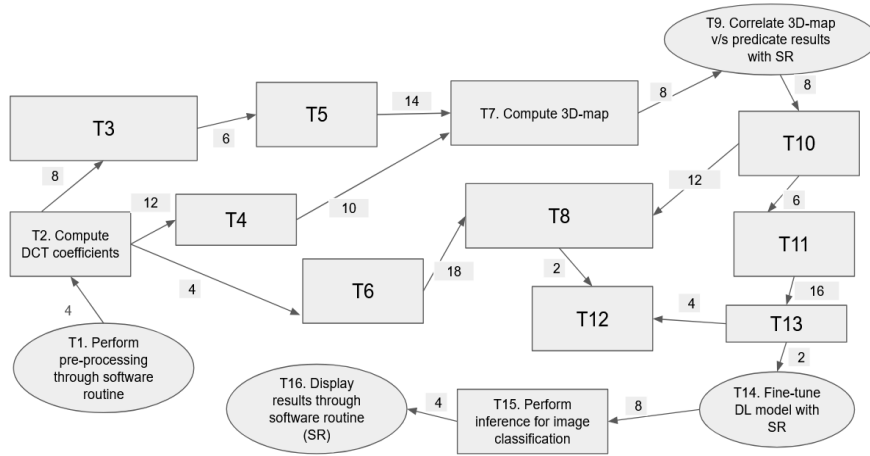 T9. Correlate 3D-map
v/s predicate results
with SR
8
8
14
T3
6
T5
T7. Compute 3D-map
T10
8
12
10
12
6
T2. Compute
DCT coefficients
T4
T8
T11
4
18
2
16
T6
T12
4
T13
4
2
T1. Perform
pre-processing
through software
routine
T16. Display
results through
software routine
(SR)
4
T15. Perform
inference for image
classification
8
T14. Fine-tune
DL model with
SR